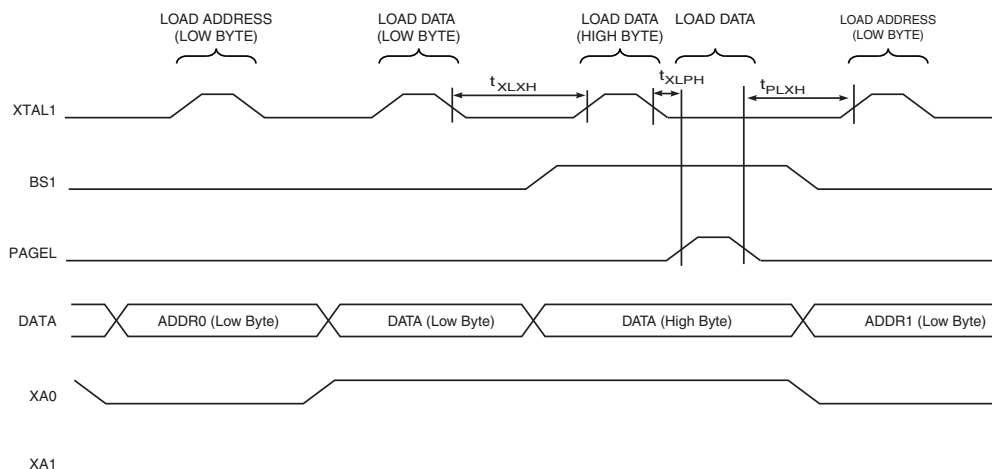 LOAD ADDRESS
(LOW BYTE)
LOAD DATA
(LOW BYTE)
LOAD DATA
(HIGH BYTE)
LOAD DATA
LOAD ADDRESS
(LOW BYTE)
tXLXH
tXLPH
tPLXH
XTAL1
BS1
PAGEL
DATA
ADDR0 (Low Byte)
DATA (Low Byte)
DATA (High Byte)
ADDR1 (Low Byte)
XA0
XA1